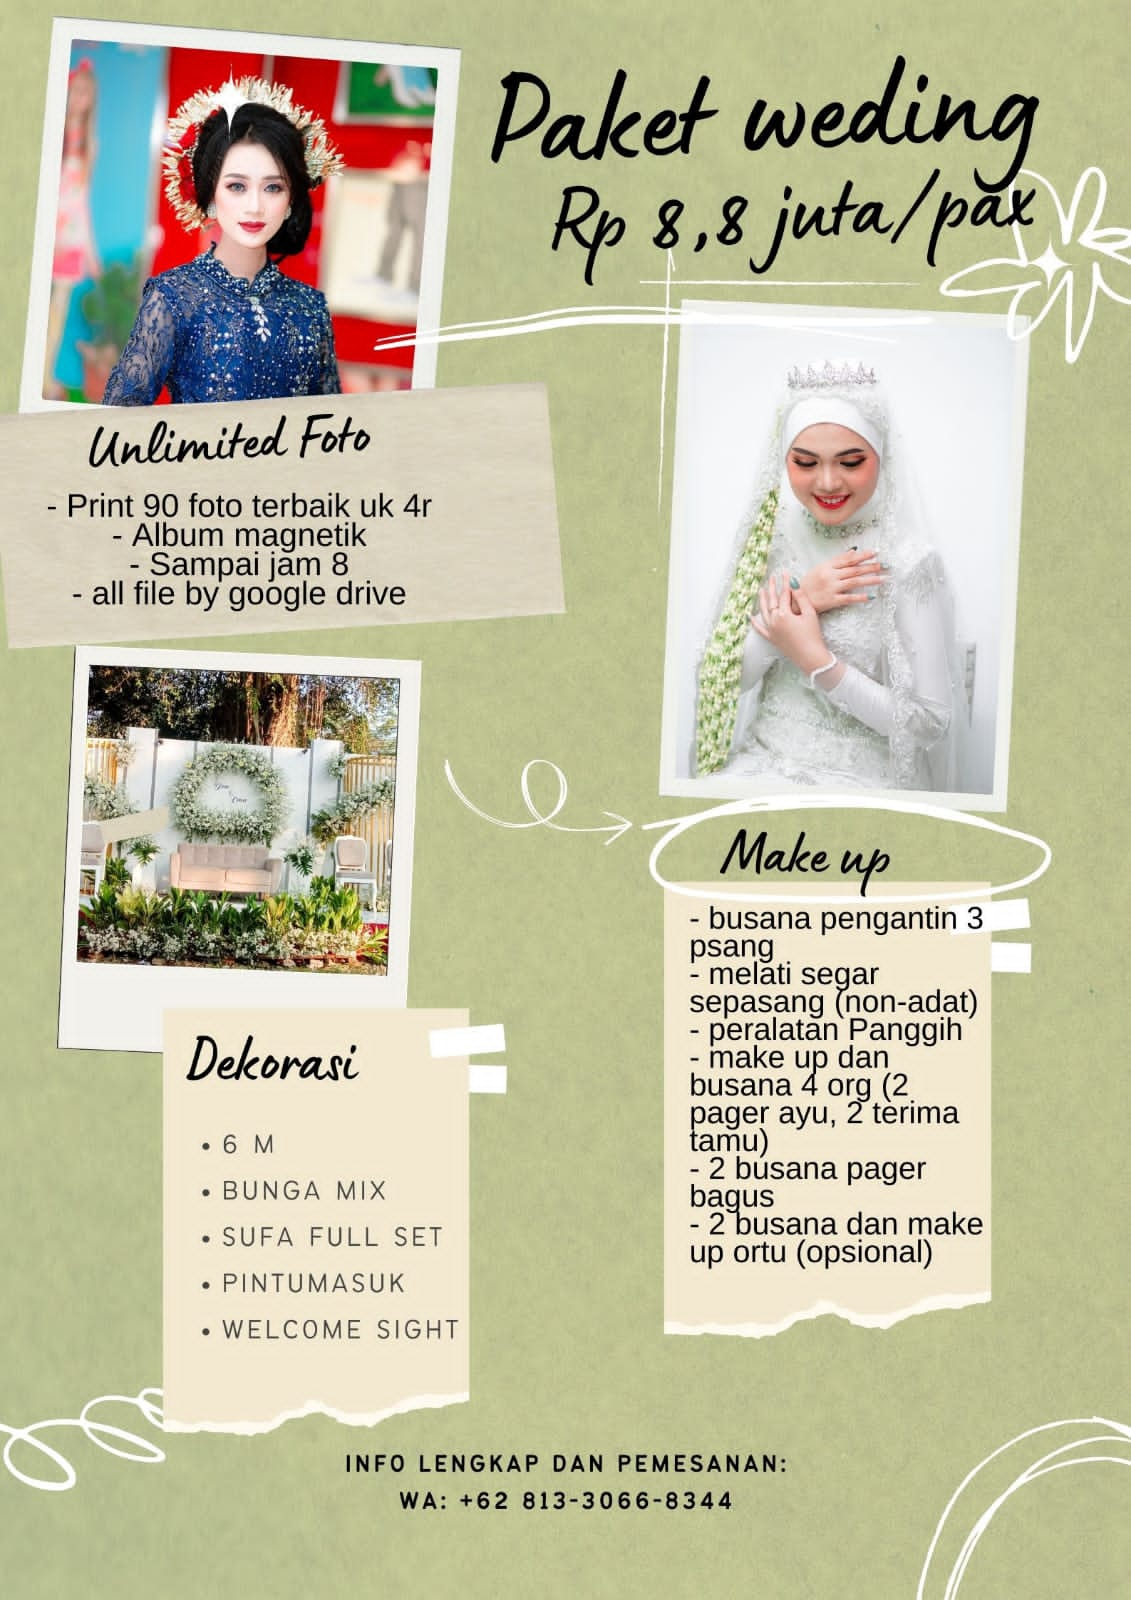 Paket weding
Rp 8,8 juta/pax
Unlimited Foto
- Print 90 foto terbaik uk 4r
- Album magnetik
- Sampai jam 8
- all file by google drive
Make up
- busana pengantin 3
psang
- melati segar
sepasang (non-adat)
- peralatan Panggih
- make up dan
busana 4 org (2
pager ayu, 2 terima
tamu)
- 2 busana pager
bagus
- 2 busana dan make
up ortu (opsional)
Dekorasi
• 6 M
• BUNGA MIX
• SUFA FULL SET
• PINTUMASUK
• WELCOME SIGHT
INFO LENGKAP DAN PEMESANAN:
WA: +62 813-3066-8344